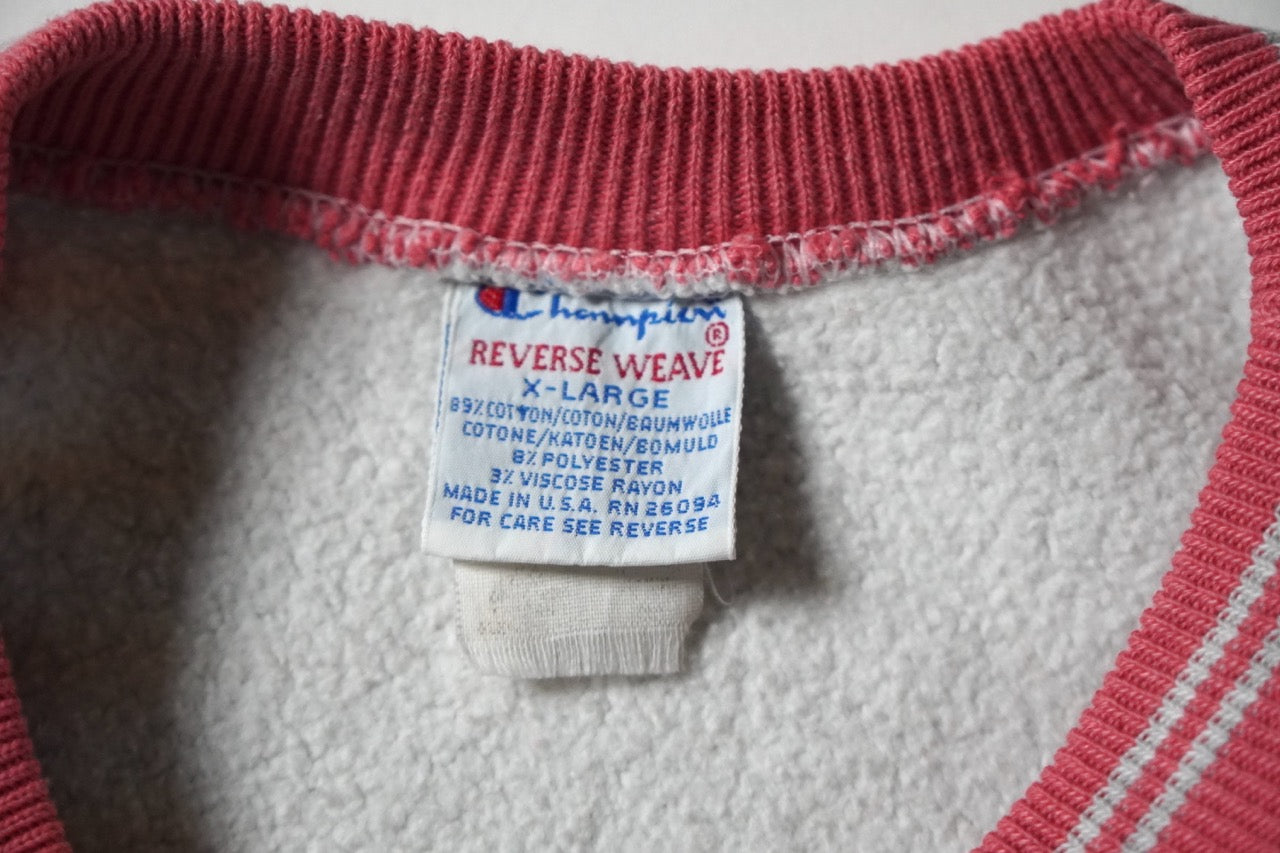 Champion
®
REVERSE WEAVE
X-LARGE
89% COTTON/COTON/BAUMWOLLE
COTONE/KATOEN/BOMULD
8% POLYESTER
3% VISCOSE RAYON
MADE IN U.S.A. RN 26094
FOR CARE SEE REVERSE